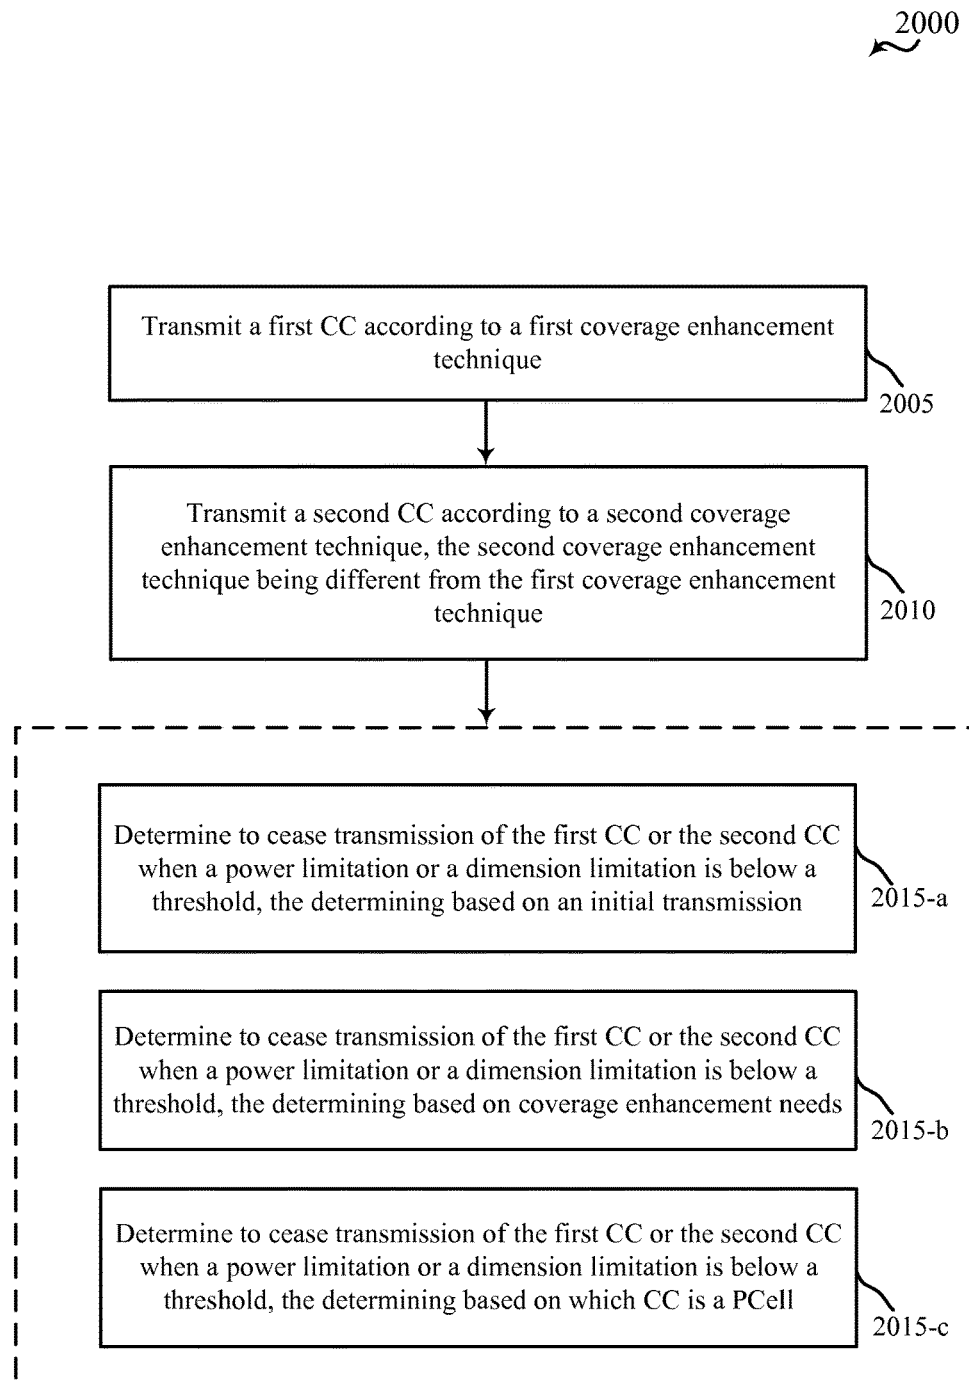 2000
Transmit a first CC according to a first coverage enhancement
technique
2005
Transmit a second CC according to a second coverage
enhancement technique, the second coverage enhancement
technique being different from the first coverage enhancement
technique
2010
Determine to cease transmission of the first CC or the second CC
when a power limitation or a dimension limitation is below a
threshold, the determining based on an initial transmission
2015-a
Determine to cease transmission of the first CC or the second CC
when a power limitation or a dimension limitation is below a
threshold, the determining based on coverage enhancement needs
2015-b
Determine to cease transmission of the first CC or the second CC
when a power limitation or a dimension limitation is below a
threshold, the determining based on which CC is a PCell
2015-c